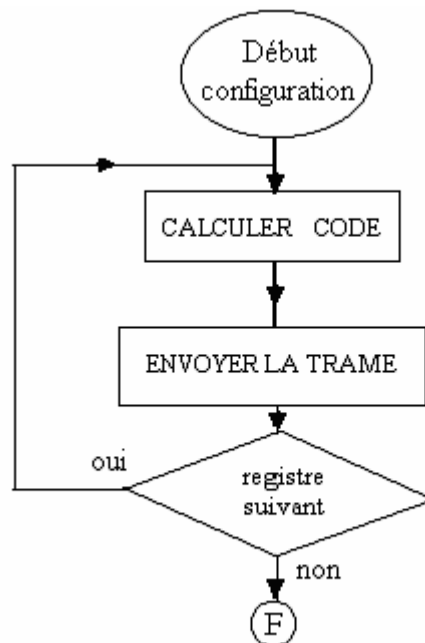 Début
configuration
CALCULER CODE
ENVOYER LA TRAME
oui
registre
suivant
non
F